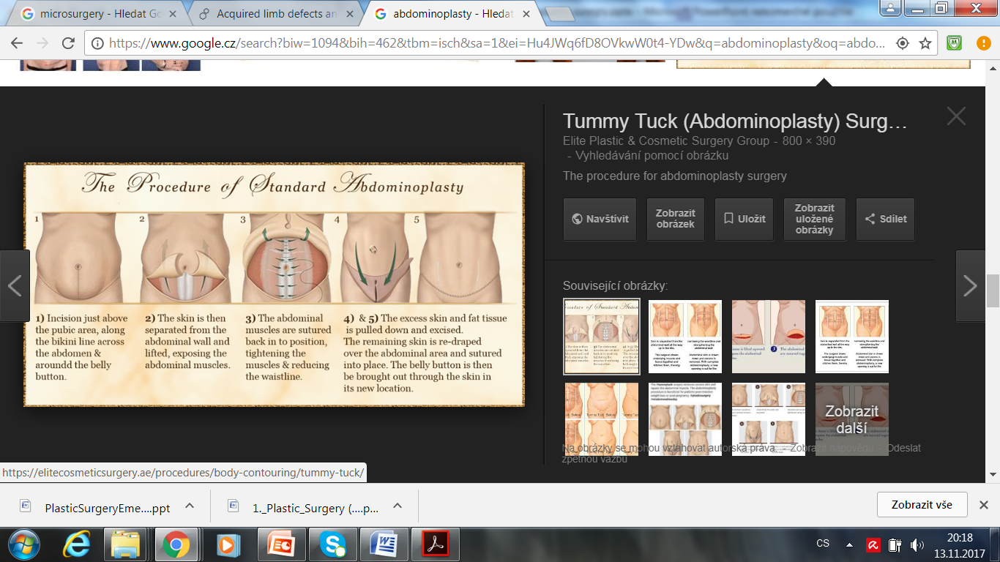 microsurgery - Hledat Go
Acquired limb defects an
abdominoplasty - Hledat
https://www.google.cz/search?biw=1094&bih=462&tbm=isch&sa=1&ei=Hu4JWq6fD8OVkwW0t4-YDw&q=abdominoplasty&oq=abdo...
The Procedure of Standard Abdominoplasty
1 2 3 4 5
1) Incision just above
the pubic area, along
the bikini line across
the abdomen &
aroundd the belly
button.
2) The skin is then
separated from the
abdominal wall and
lifted, exposing the
abdominal muscles.
3) The abdominal
muscles are sutured
back in to position,
tightening the
muscles & reducing
the waistline.
4) & 5) The excess skin and fat tissue
is pulled down and excised.
The remaining skin is re-draped
over the abdominal area and sutured
into place. The belly button is then
be brought out through the skin in
its new location.
Tummy Tuck (Abdominoplasty) Surg...
Elite Plastic & Cosmetic Surgery Group - 800 × 390
- Vyhledávání pomocí obrázku
The procedure for abdominoplasty surgery
Navštívit
Zobrazit
obrázek
Uložit
Zobrazit
uložené
obrázky
Sdílet
Související obrázky:
Zobrazit
další
Na obrázky se mohou vztahovat autorská práva. - Zobrazit nápovědu - Odeslat
zpětnou vazbu
https://elitecosmeticsurgery.ae/procedures/body-contouring/tummy-tuck/
PlasticSurgeryEme....ppt
1._Plastic_Surgery (....p...
Zobrazit vše
CS
20:18
13.11.2017